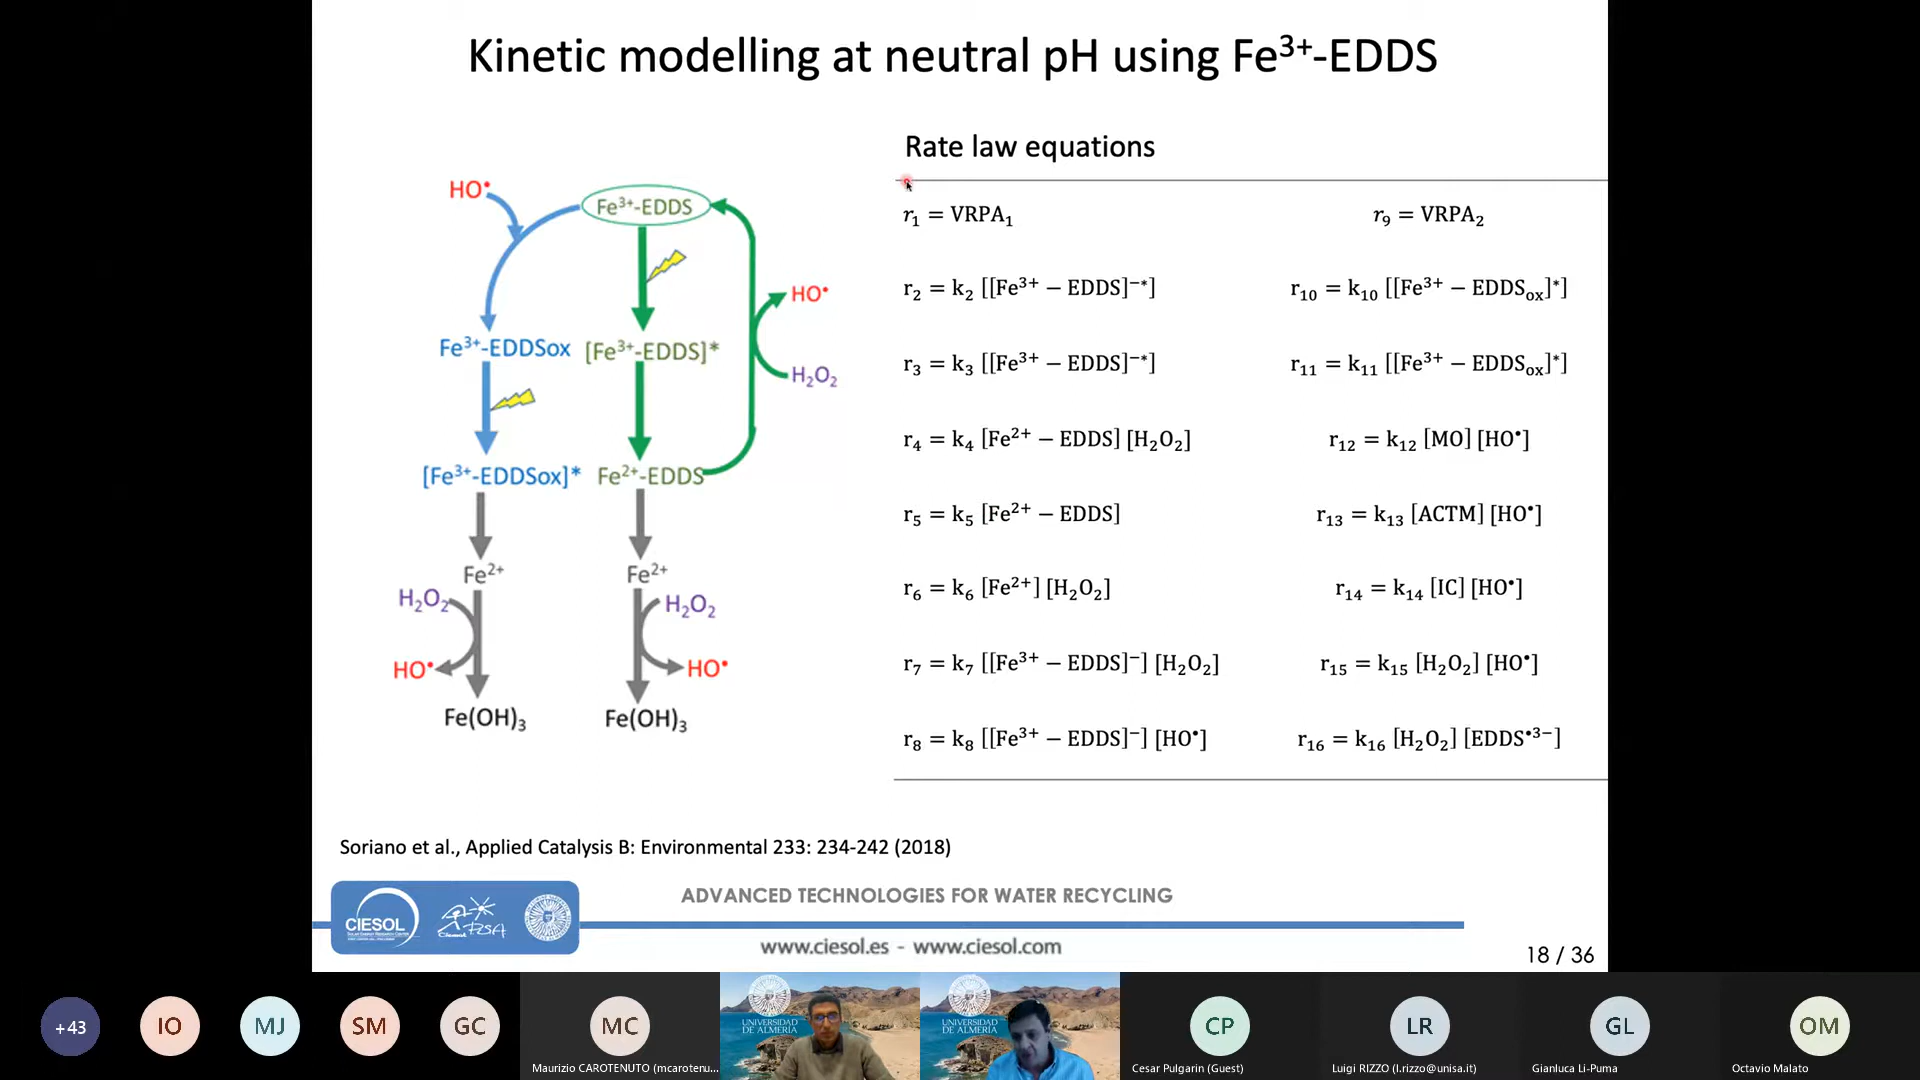 Kinetic modelling at neutral pH using Fe³⁺-EDDS
Rate law equations
HO•
Fe³⁺-EDDS
HO•
Fe³⁺-EDDSox
[Fe³⁺-EDDS]*
H₂O₂
[Fe³⁺-EDDSox]*
Fe²⁺-EDDS
Fe²⁺
Fe²⁺
H₂O₂
H₂O₂
HO•
HO•
Fe(OH)₃
Fe(OH)₃
r₁ = VRPA₁
r₉ = VRPA₂
r₂ = k₂ [[Fe³⁺ − EDDS]⁻*]
r₁₀ = k₁₀ [[Fe³⁺ − EDDSₒₓ]*]
r₃ = k₃ [[Fe³⁺ − EDDS]⁻*]
r₁₁ = k₁₁ [[Fe³⁺ − EDDSₒₓ]*]
r₄ = k₄ [Fe²⁺ − EDDS] [H₂O₂]
r₁₂ = k₁₂ [MO] [HO•]
r₅ = k₅ [Fe²⁺ − EDDS]
r₁₃ = k₁₃ [ACTM] [HO•]
r₆ = k₆ [Fe²⁺] [H₂O₂]
r₁₄ = k₁₄ [IC] [HO•]
r₇ = k₇ [[Fe³⁺ − EDDS]⁻] [H₂O₂]
r₁₅ = k₁₅ [H₂O₂] [HO•]
r₈ = k₈ [[Fe³⁺ − EDDS]⁻] [HO•]
r₁₆ = k₁₆ [H₂O₂] [EDDS•³⁻]
Soriano et al., Applied Catalysis B: Environmental 233: 234-242 (2018)
CIESOL
PSA
ADVANCED TECHNOLOGIES FOR WATER RECYCLING
www.ciesol.es - www.ciesol.com
18 / 36
+43
IO
MJ
SM
GC
MC
UNIVERSIDAD
DE ALMERÍA
UNIVERSIDAD
DE ALMERÍA
CP
LR
GL
OM
Maurizio CAROTENUTO (mcarotenu...
Cesar Pulgarin (Guest)
Luigi RIZZO (l.rizzo@unisa.it)
Gianluca Li-Puma
Octavio Malato